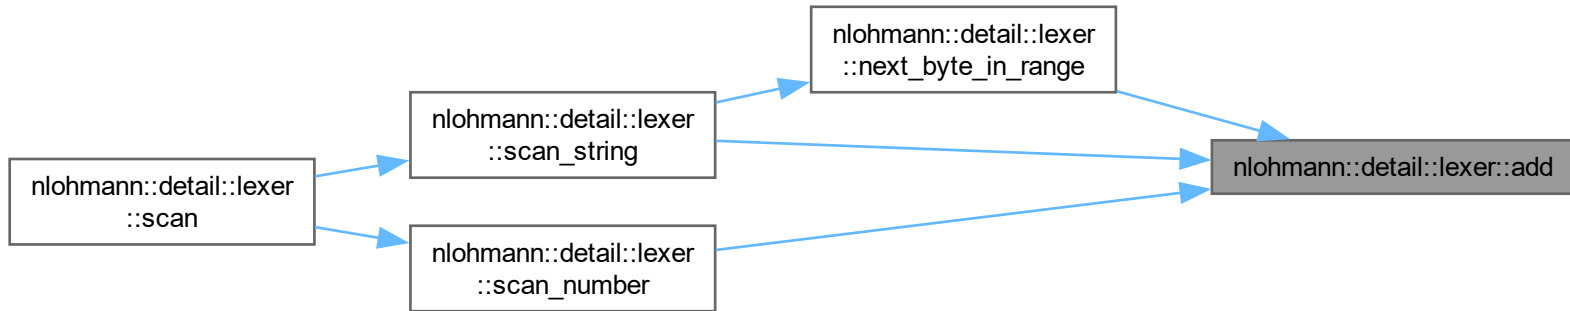 nlohmann::detail::lexer
::next_byte_in_range
nlohmann::detail::lexer
::scan_string
nlohmann::detail::lexer::add
nlohmann::detail::lexer
::scan
nlohmann::detail::lexer
::scan_number